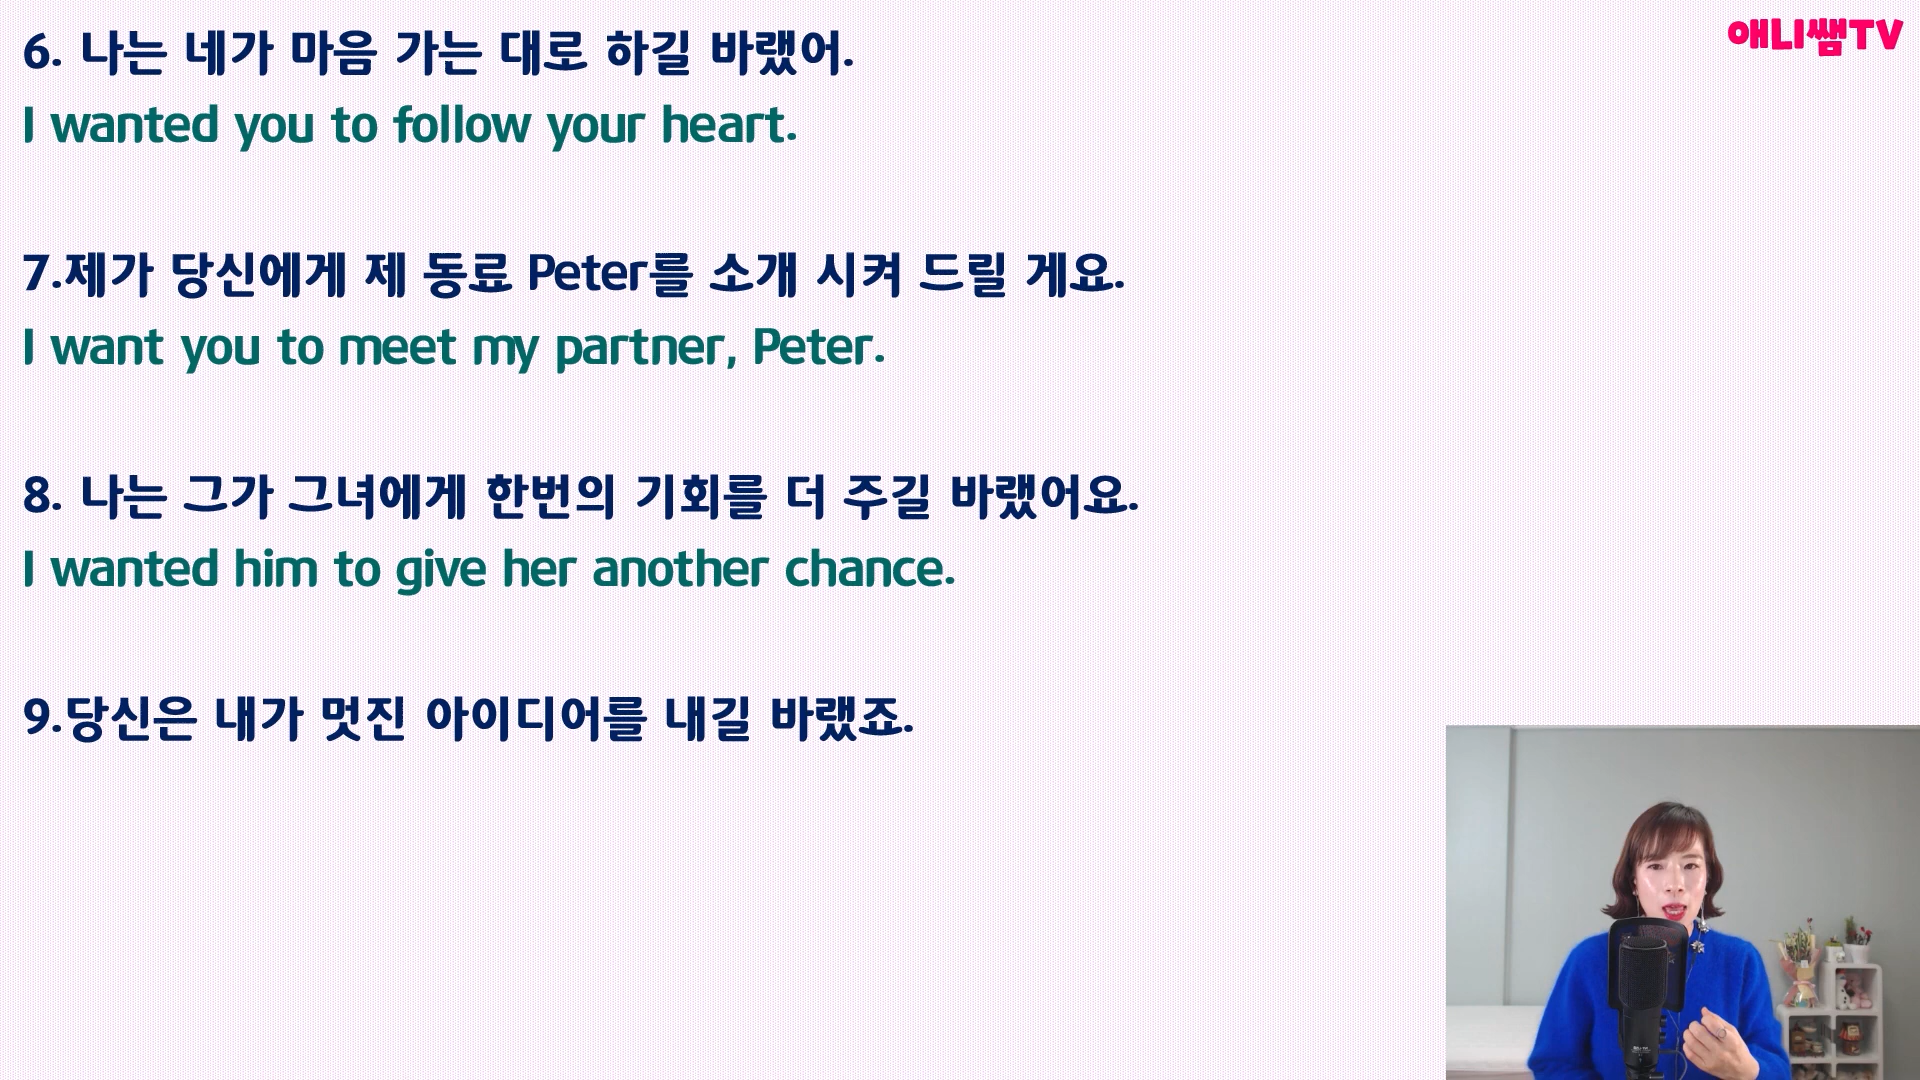 애니쌤TV
6. 나는 네가 마음 가는 대로 하길 바랬어.
I wanted you to follow your heart.
7.제가 당신에게 제 동료 Peter를 소개 시켜 드릴 게요.
I want you to meet my partner, Peter.
8. 나는 그가 그녀에게 한번의 기회를 더 주길 바랬어요.
I wanted him to give her another chance.
9.당신은 내가 멋진 아이디어를 내길 바랬죠.